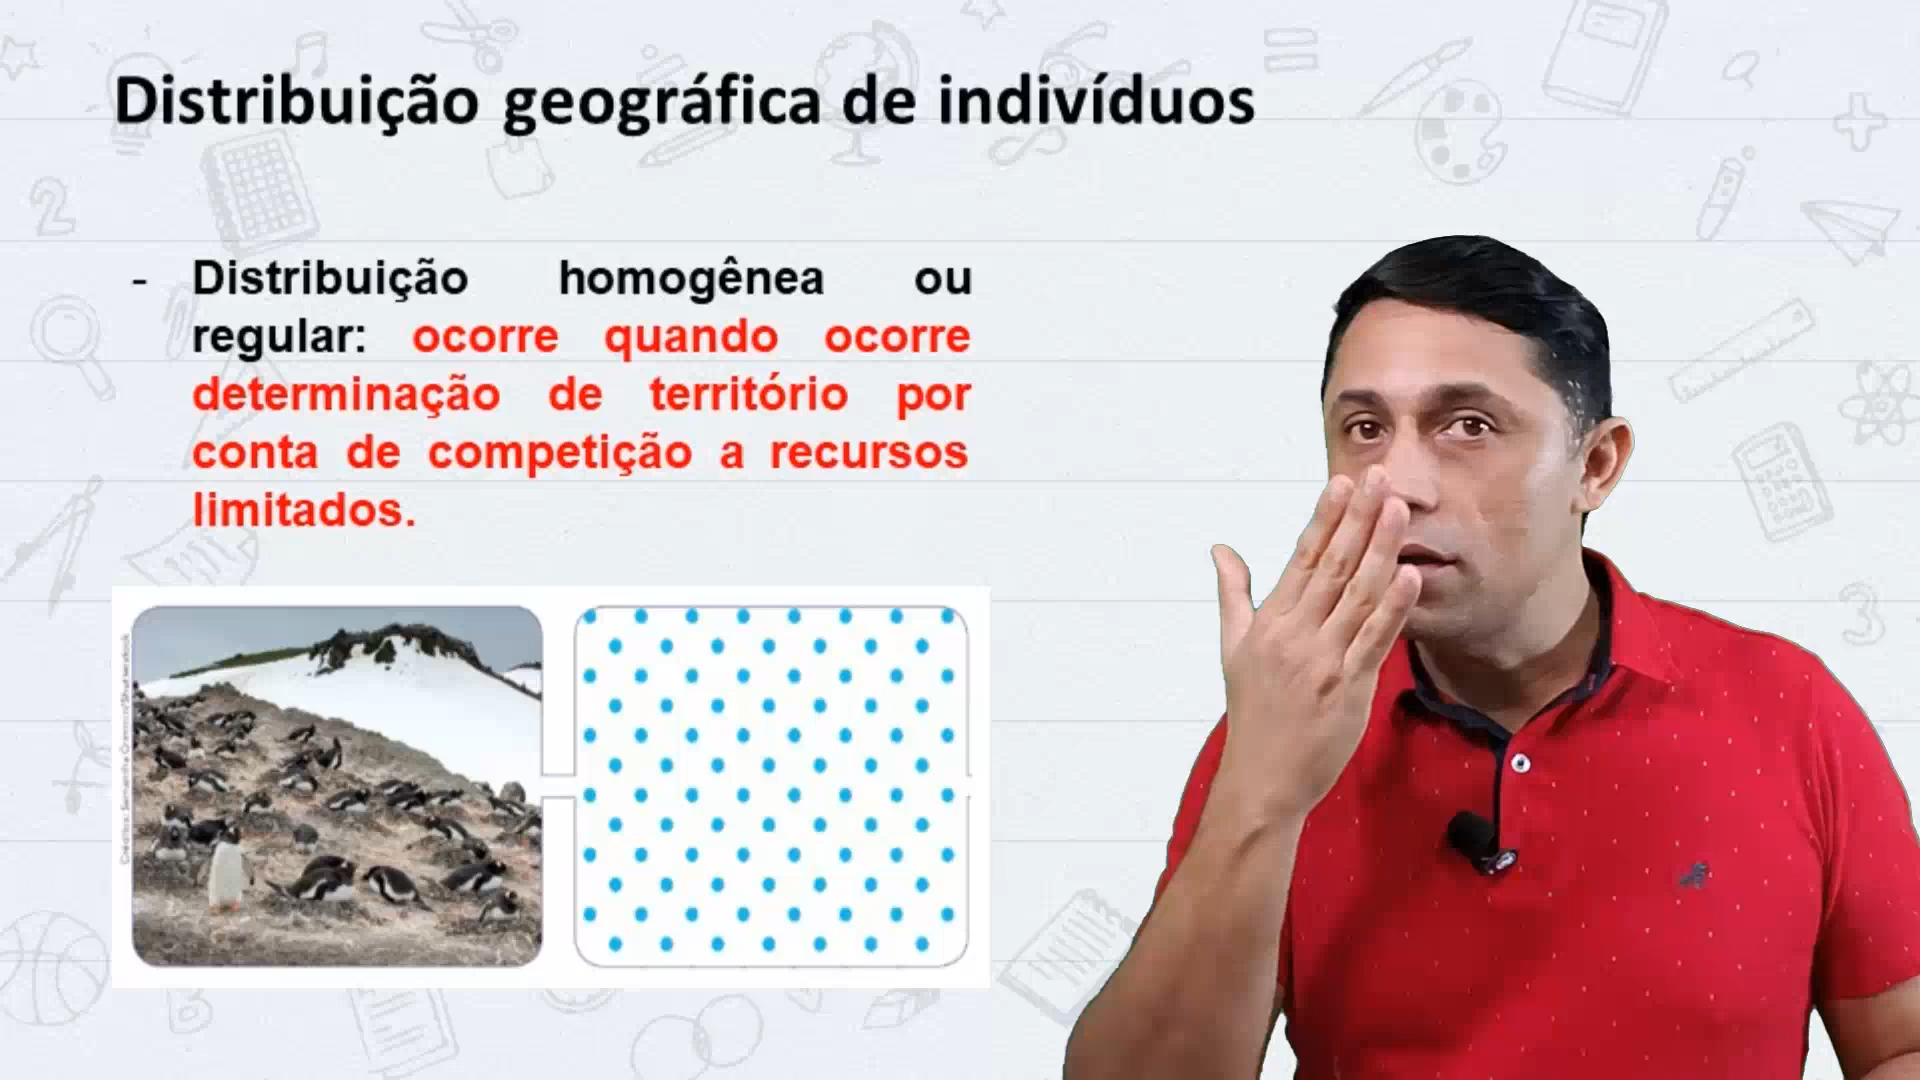 Distribuição geográfica de indivíduos
- Distribuição homogênea ou
regular: ocorre quando ocorre
determinação de território por
conta de competição a recursos
limitados.